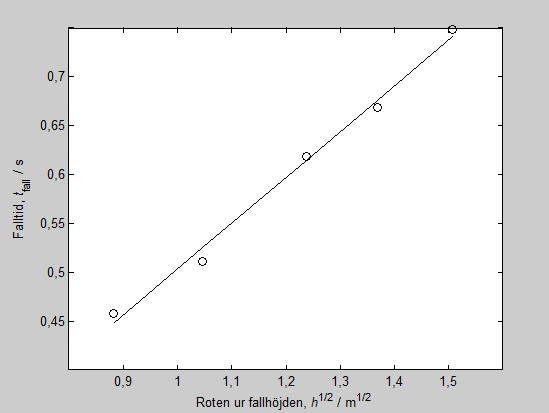 0,7
0,65
0,6
0,55
0,5
0,45
Falltid, t_fall / s
0,9 1 1,1 1,2 1,3 1,4 1,5
Roten ur fallhöjden, h^1/2 / m^1/2